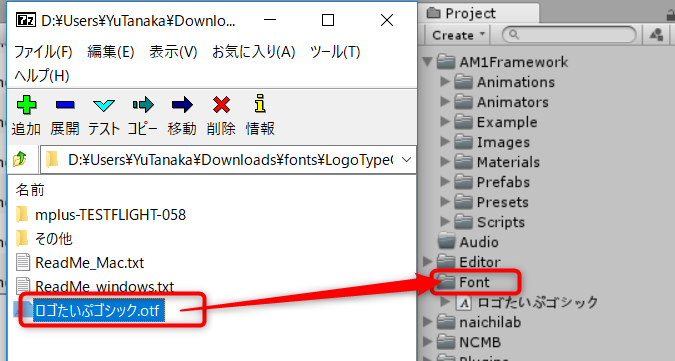 D:¥Users¥YuTanaka¥Downlo...
ファイル(F) 編集(E) 表示(V) お気に入り(A) ツール(T)
ヘルプ(H)
追加 展開 テスト コピー 移動 削除 情報
D:¥Users¥YuTanaka¥Downloads¥fonts¥LogoType
名前
mplus-TESTFLIGHT-058
その他
ReadMe_Mac.txt
ReadMe_windows.txt
ロゴたいぷゴシック.otf
Project
Create
AM1Framework
Animations
Animators
Example
Images
Materials
Prefabs
Presets
Scripts
Audio
Editor
Font
ロゴたいぷゴシック
naichilab
NCMB